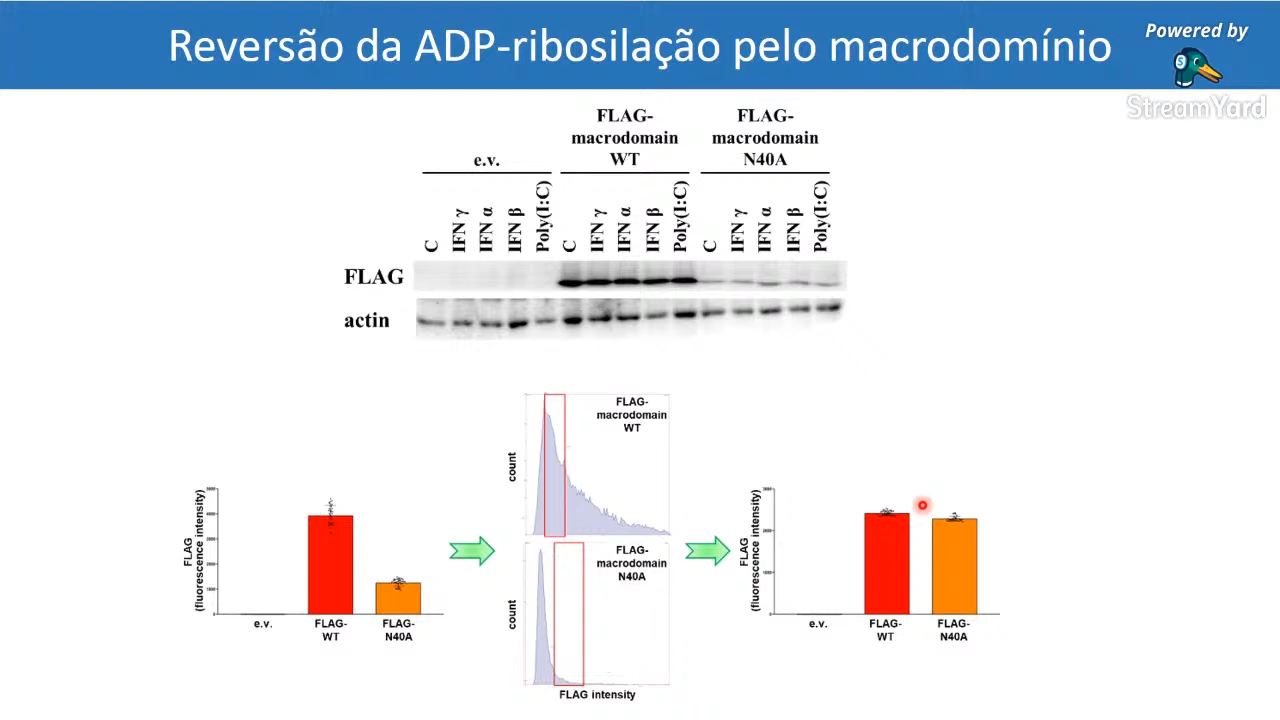 Reversão da ADP-ribosilação pelo macrodomínio
Powered by
StreamYard
e.v.
FLAG-
macrodomain
WT
FLAG-
macrodomain
N40A
C
IFN γ
IFN α
IFN β
Poly(I:C)
C
IFN γ
IFN α
IFN β
Poly(I:C)
C
IFN γ
IFN α
IFN β
Poly(I:C)
FLAG
actin
FLAG
(fluorescence intensity)
e.v.
FLAG-
WT
FLAG-
N40A
count
FLAG-
macrodomain
WT
count
FLAG-
macrodomain
N40A
FLAG intensity
FLAG
(fluorescence intensity)
e.v.
FLAG-
WT
FLAG-
N40A